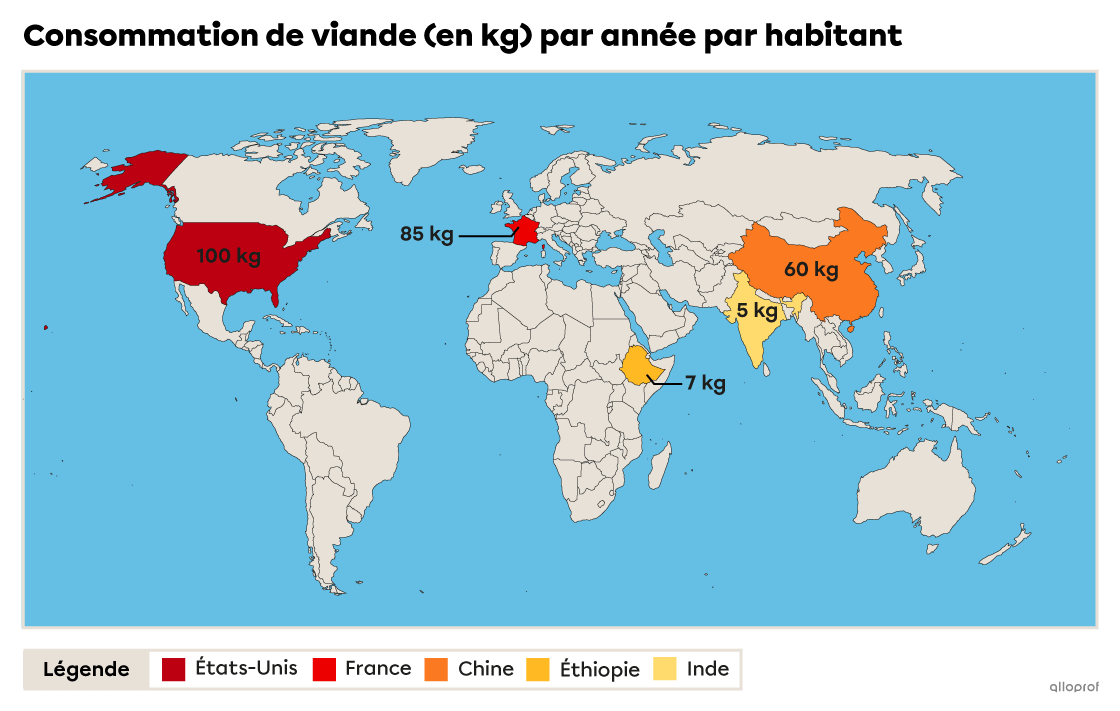 Consommation de viande (en kg) par année par habitant
85 kg
100 kg
60 kg
5 kg
7 kg
Légende
États-Unis
France
Chine
Éthiopie
Inde
alloprof